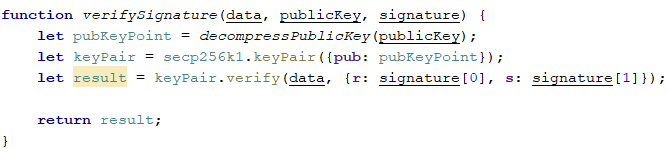 function verifySignature(data, publicKey, signature) {
let pubKeyPoint = decompressPublicKey(publicKey);
let keyPair = secp256k1.keyPair({pub: pubKeyPoint});
let result = keyPair.verify(data, {r: signature[0], s: signature[1]});
return result;
}